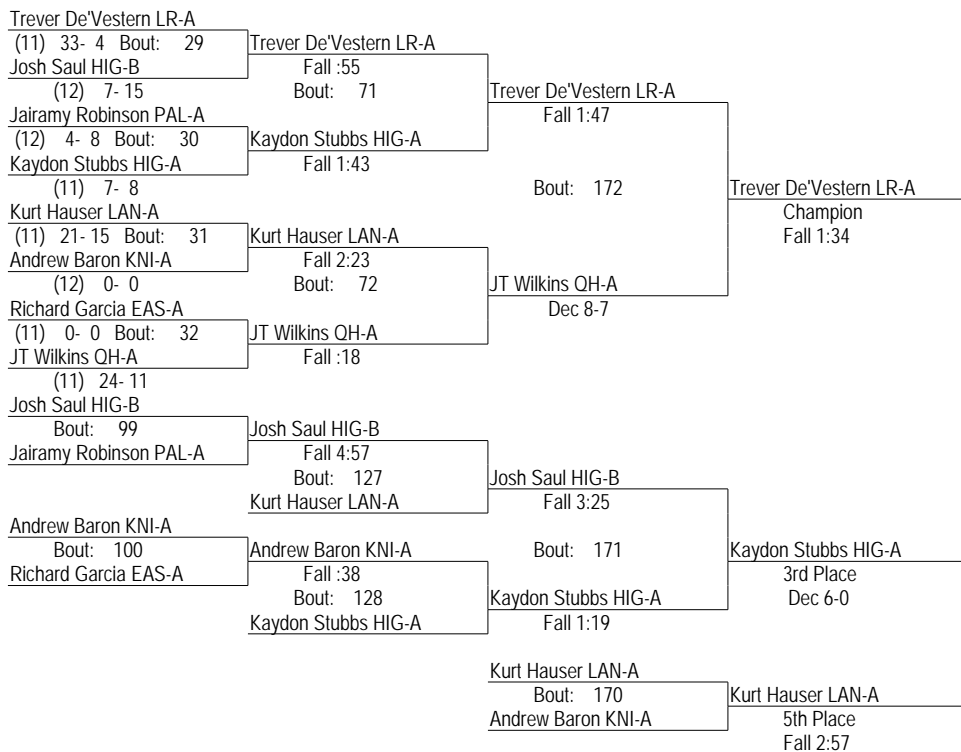 Trever De'Vestern LR-A
(11) 33- 4 Bout: 29
Trever De'Vestern LR-A
Josh Saul HIG-B
Fall :55
(12) 7- 15
Bout: 71
Trever De'Vestern LR-A
Jairamy Robinson PAL-A
Fall 1:47
(12) 4- 8 Bout: 30
Kaydon Stubbs HIG-A
Kaydon Stubbs HIG-A
Fall 1:43
(11) 7- 8
Bout: 172
Trever De'Vestern LR-A
Kurt Hauser LAN-A
Champion
(11) 21- 15 Bout: 31
Kurt Hauser LAN-A
Fall 1:34
Andrew Baron KNI-A
Fall 2:23
(12) 0- 0
Bout: 72
JT Wilkins QH-A
Richard Garcia EAS-A
Dec 8-7
(11) 0- 0 Bout: 32
JT Wilkins QH-A
JT Wilkins QH-A
Fall :18
(11) 24- 11
Josh Saul HIG-B
Bout: 99
Josh Saul HIG-B
Jairamy Robinson PAL-A
Fall 4:57
Bout: 127
Josh Saul HIG-B
Kurt Hauser LAN-A
Fall 3:25
Andrew Baron KNI-A
Bout: 100
Andrew Baron KNI-A
Bout: 171
Kaydon Stubbs HIG-A
Richard Garcia EAS-A
Fall :38
3rd Place
Bout: 128
Kaydon Stubbs HIG-A
Dec 6-0
Kaydon Stubbs HIG-A
Fall 1:19
Kurt Hauser LAN-A
Bout: 170
Kurt Hauser LAN-A
Andrew Baron KNI-A
5th Place
Fall 2:57